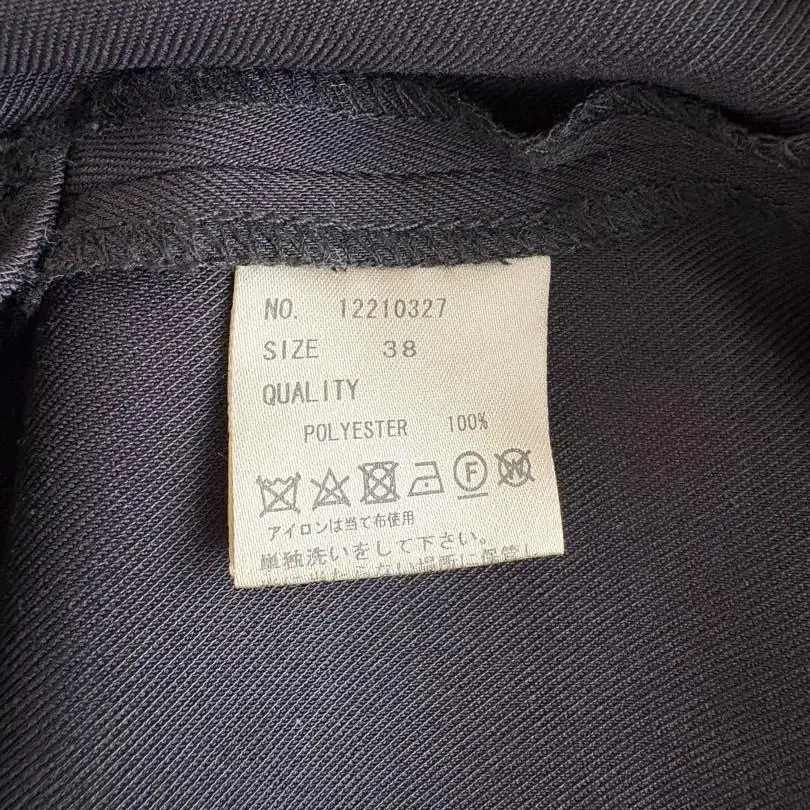 NO. 12210327
SIZE 38
QUALITY
POLYESTER 100%
F W
アイロンは当て布使用
単独洗いをして下さい。